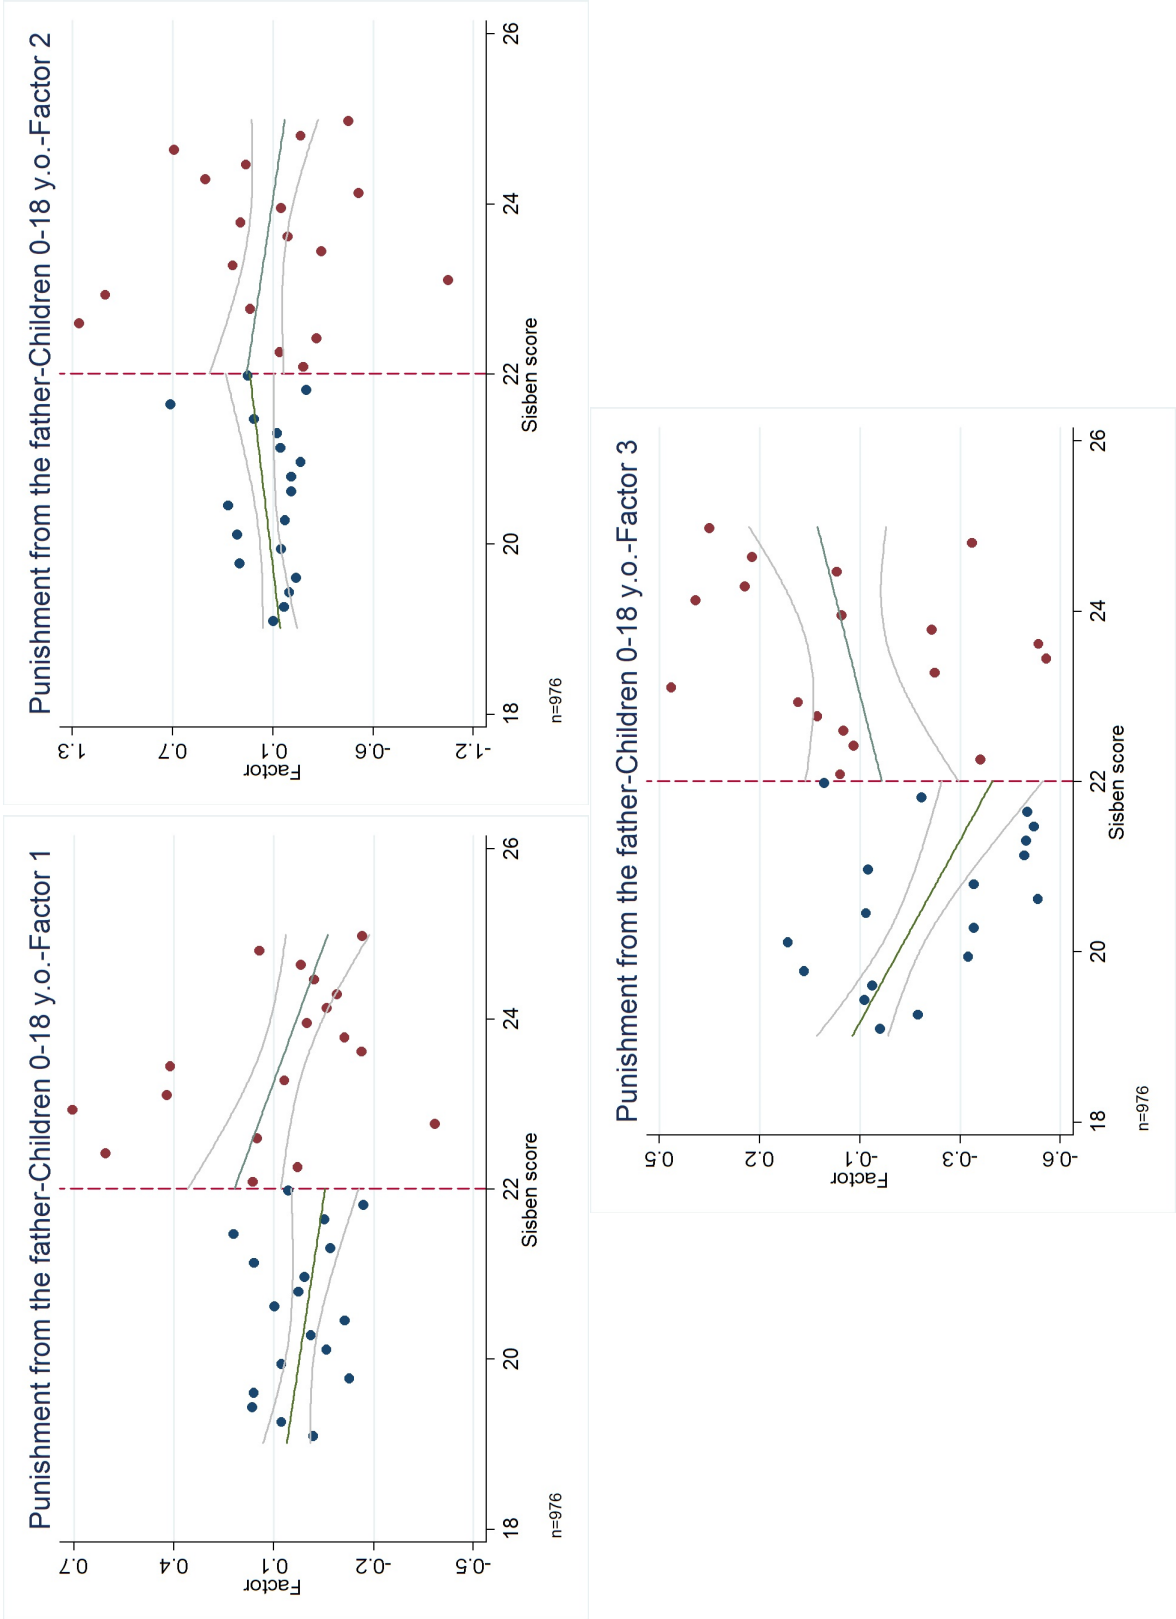 Punishment from the father-Children 0-18 y.o.-Factor 1
0.7
0.4
0.1
-0.2
-0.5
Factor
18
20
22
24
26
Sisben score
n=976
Punishment from the father-Children 0-18 y.o.-Factor 2
1.3
0.7
0.1
-0.6
-1.2
Factor
18
20
22
24
26
Sisben score
n=976
Punishment from the father-Children 0-18 y.o.-Factor 3
0.5
0.2
-0.1
-0.3
-0.6
Factor
18
20
22
24
26
Sisben score
n=976